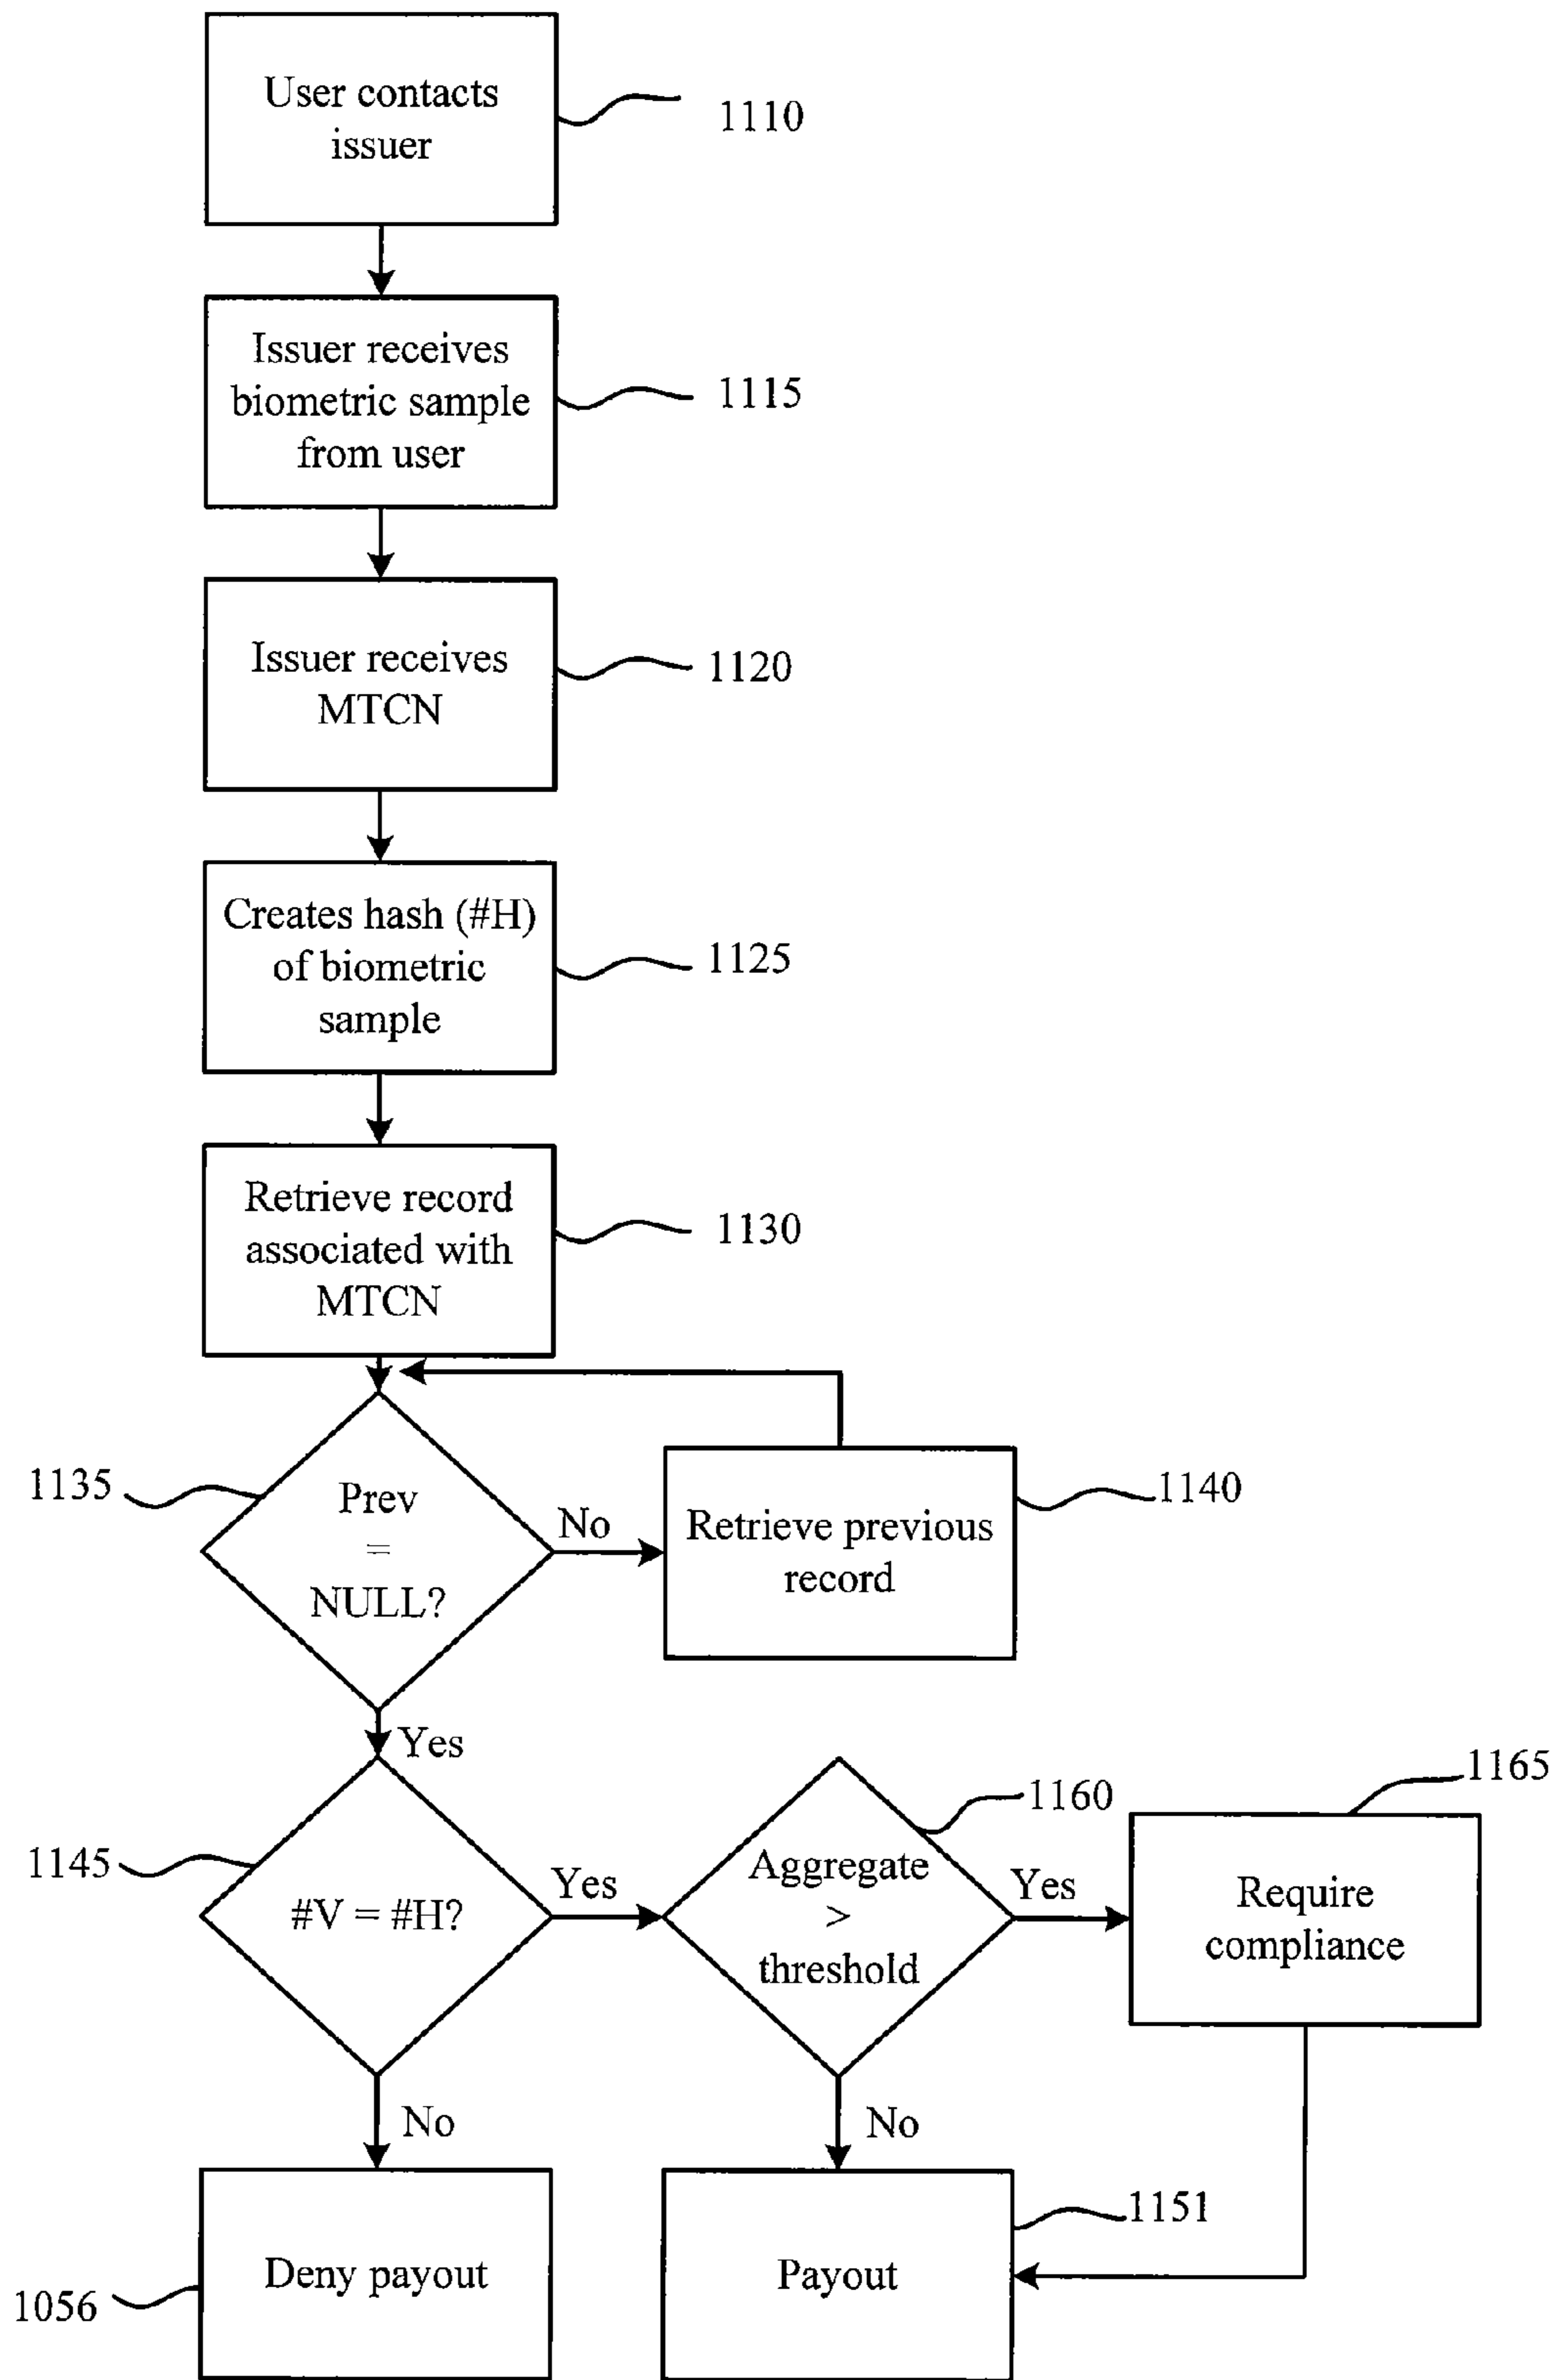 User contacts
issuer
1110
Issuer receives
biometric sample
from user
1115
Issuer receives
MTCN
1120
Creates hash (#H)
of biometric
sample
1125
Retrieve record
associated with
MTCN
1130
1135
Prev
=
NULL?
No
Retrieve previous
record
1140
Yes
1145
#V = #H?
Yes
Aggregate
>
threshold
1160
Yes
Require
compliance
1165
No
No
Deny payout
1056
Payout
1151